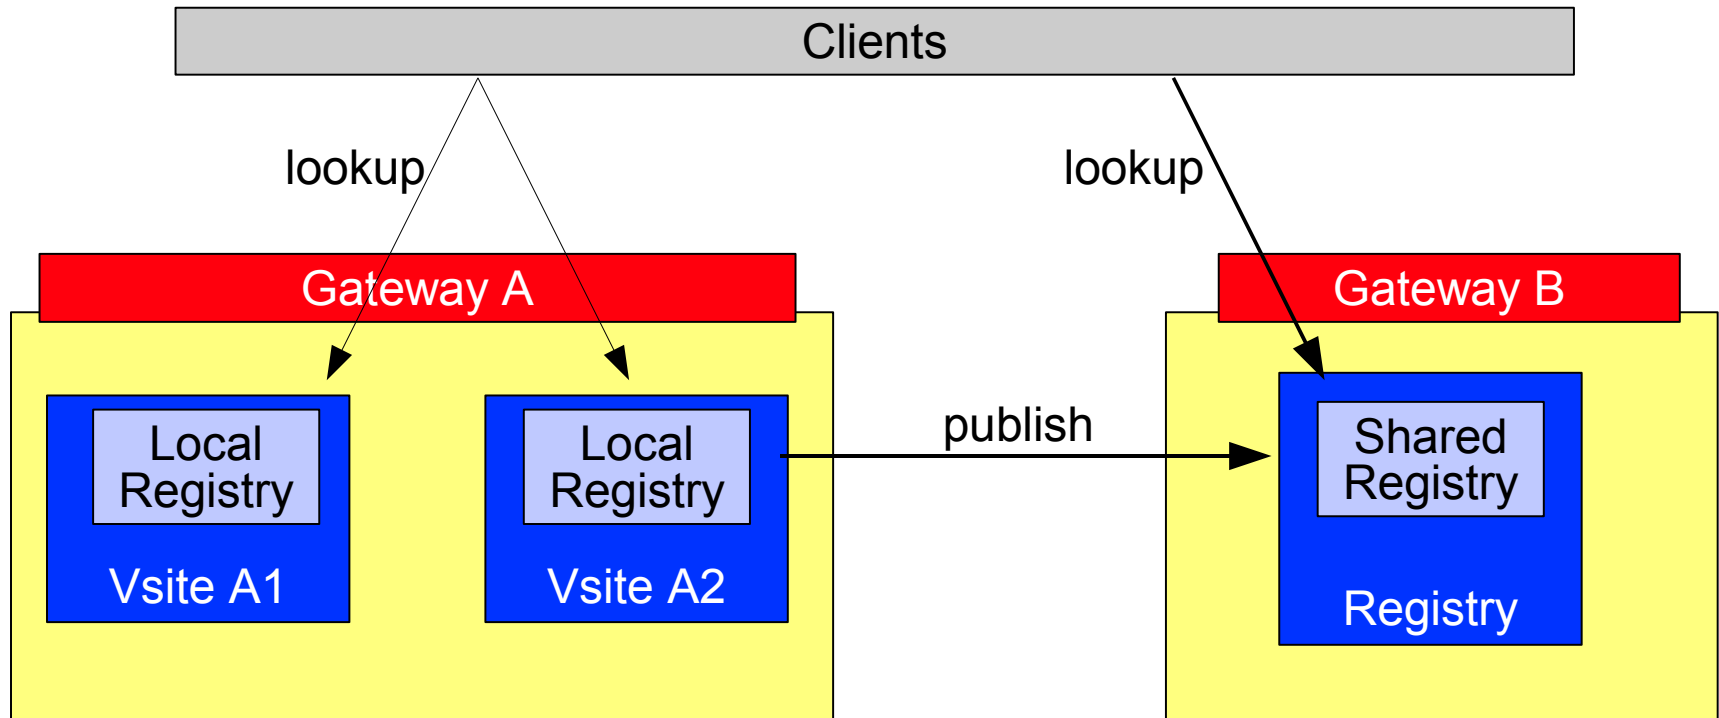 Clients
lookup
lookup
Gateway A
Gateway B
Local
Registry
Vsite A1
Local
Registry
Vsite A2
publish
Shared
Registry
Registry